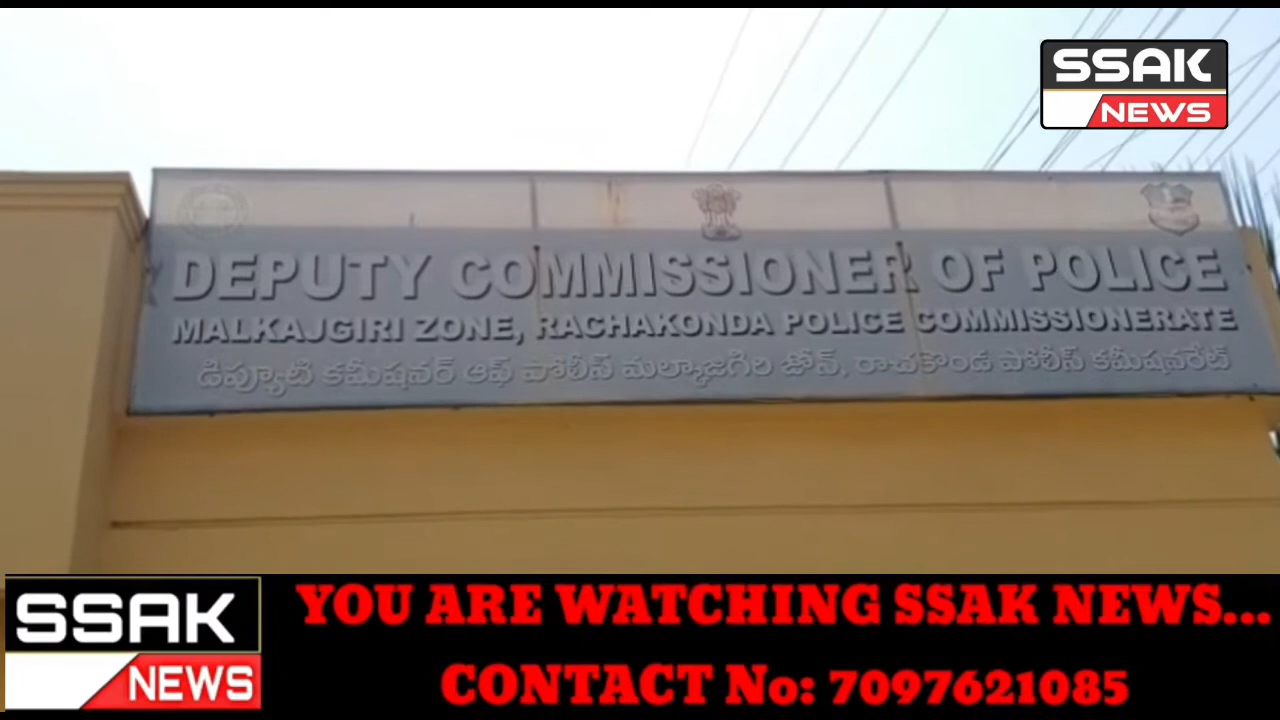 SSAK
NEWS
DEPUTY COMMISSIONER OF POLICE
MALKAJGIRI ZONE, RACHAKONDA POLICE COMMISSIONERATE
డిప్యూటి కమీషనర్ ఆఫ్ పోలీస్ మల్కాజగిరి జోన్, రాచకొండ పోలీస్ కమీషనరేట్
SSAK
NEWS
YOU ARE WATCHING SSAK NEWS...
CONTACT No: 7097621085